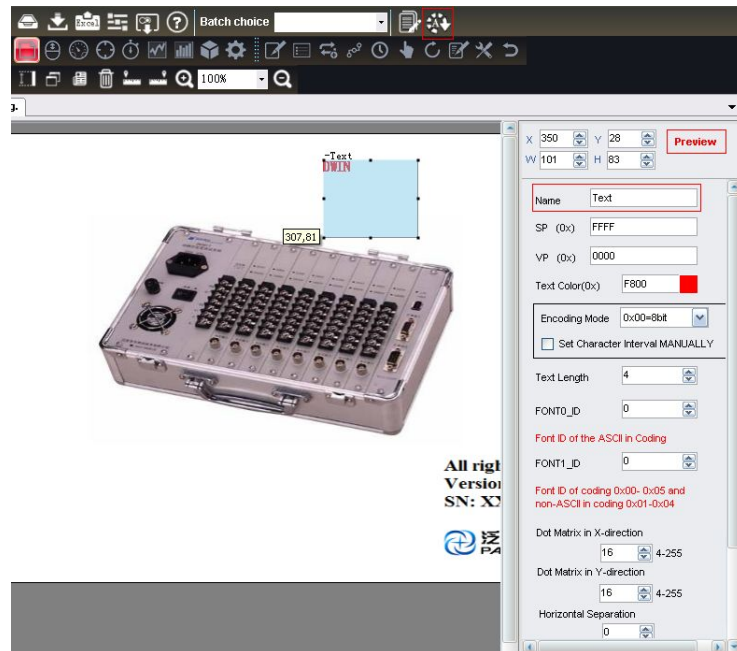 Excel
Batch choice
100%
g.
-Text
DWIN
307,81
All righ
Version
SN: XX
泛
PA
X 350 Y 28
Preview
W 101 H 83
Name Text
SP (0x) FFFF
VP (0x) 0000
Text Color(0x) F800
Encoding Mode 0x00=8bit
Set Character Interval MANUALLY
Text Length 4
FONT0_ID 0
Font ID of the ASCII in Coding
FONT1_ID 0
Font ID of coding 0x00- 0x05 and
non-ASCII in coding 0x01-0x04
Dot Matrix in X-direction
16 4-255
Dot Matrix in Y-direction
16 4-255
Horizontal Separation
0